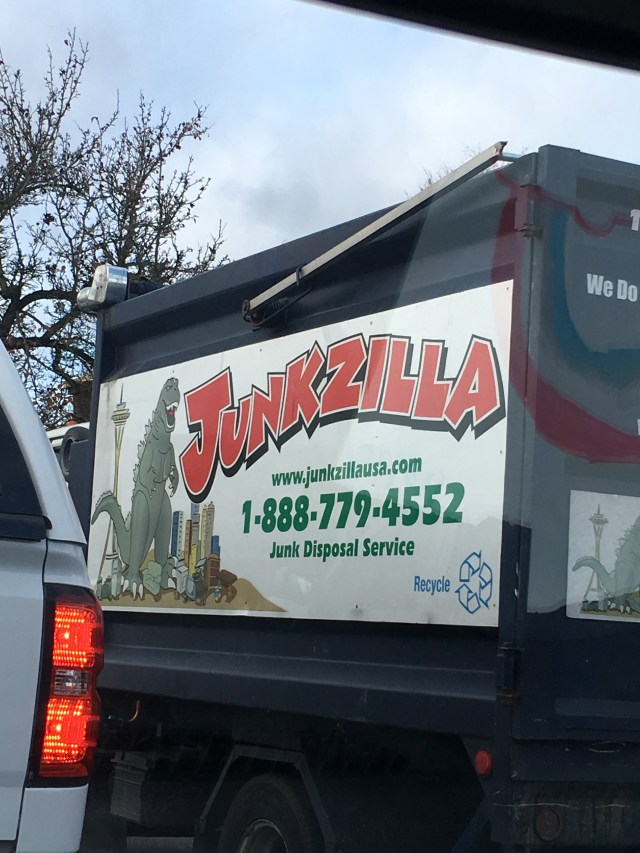 JUNKZILLA
www.junkzillausa.com
1-888-779-4552
Junk Disposal Service
Recycle
We Do